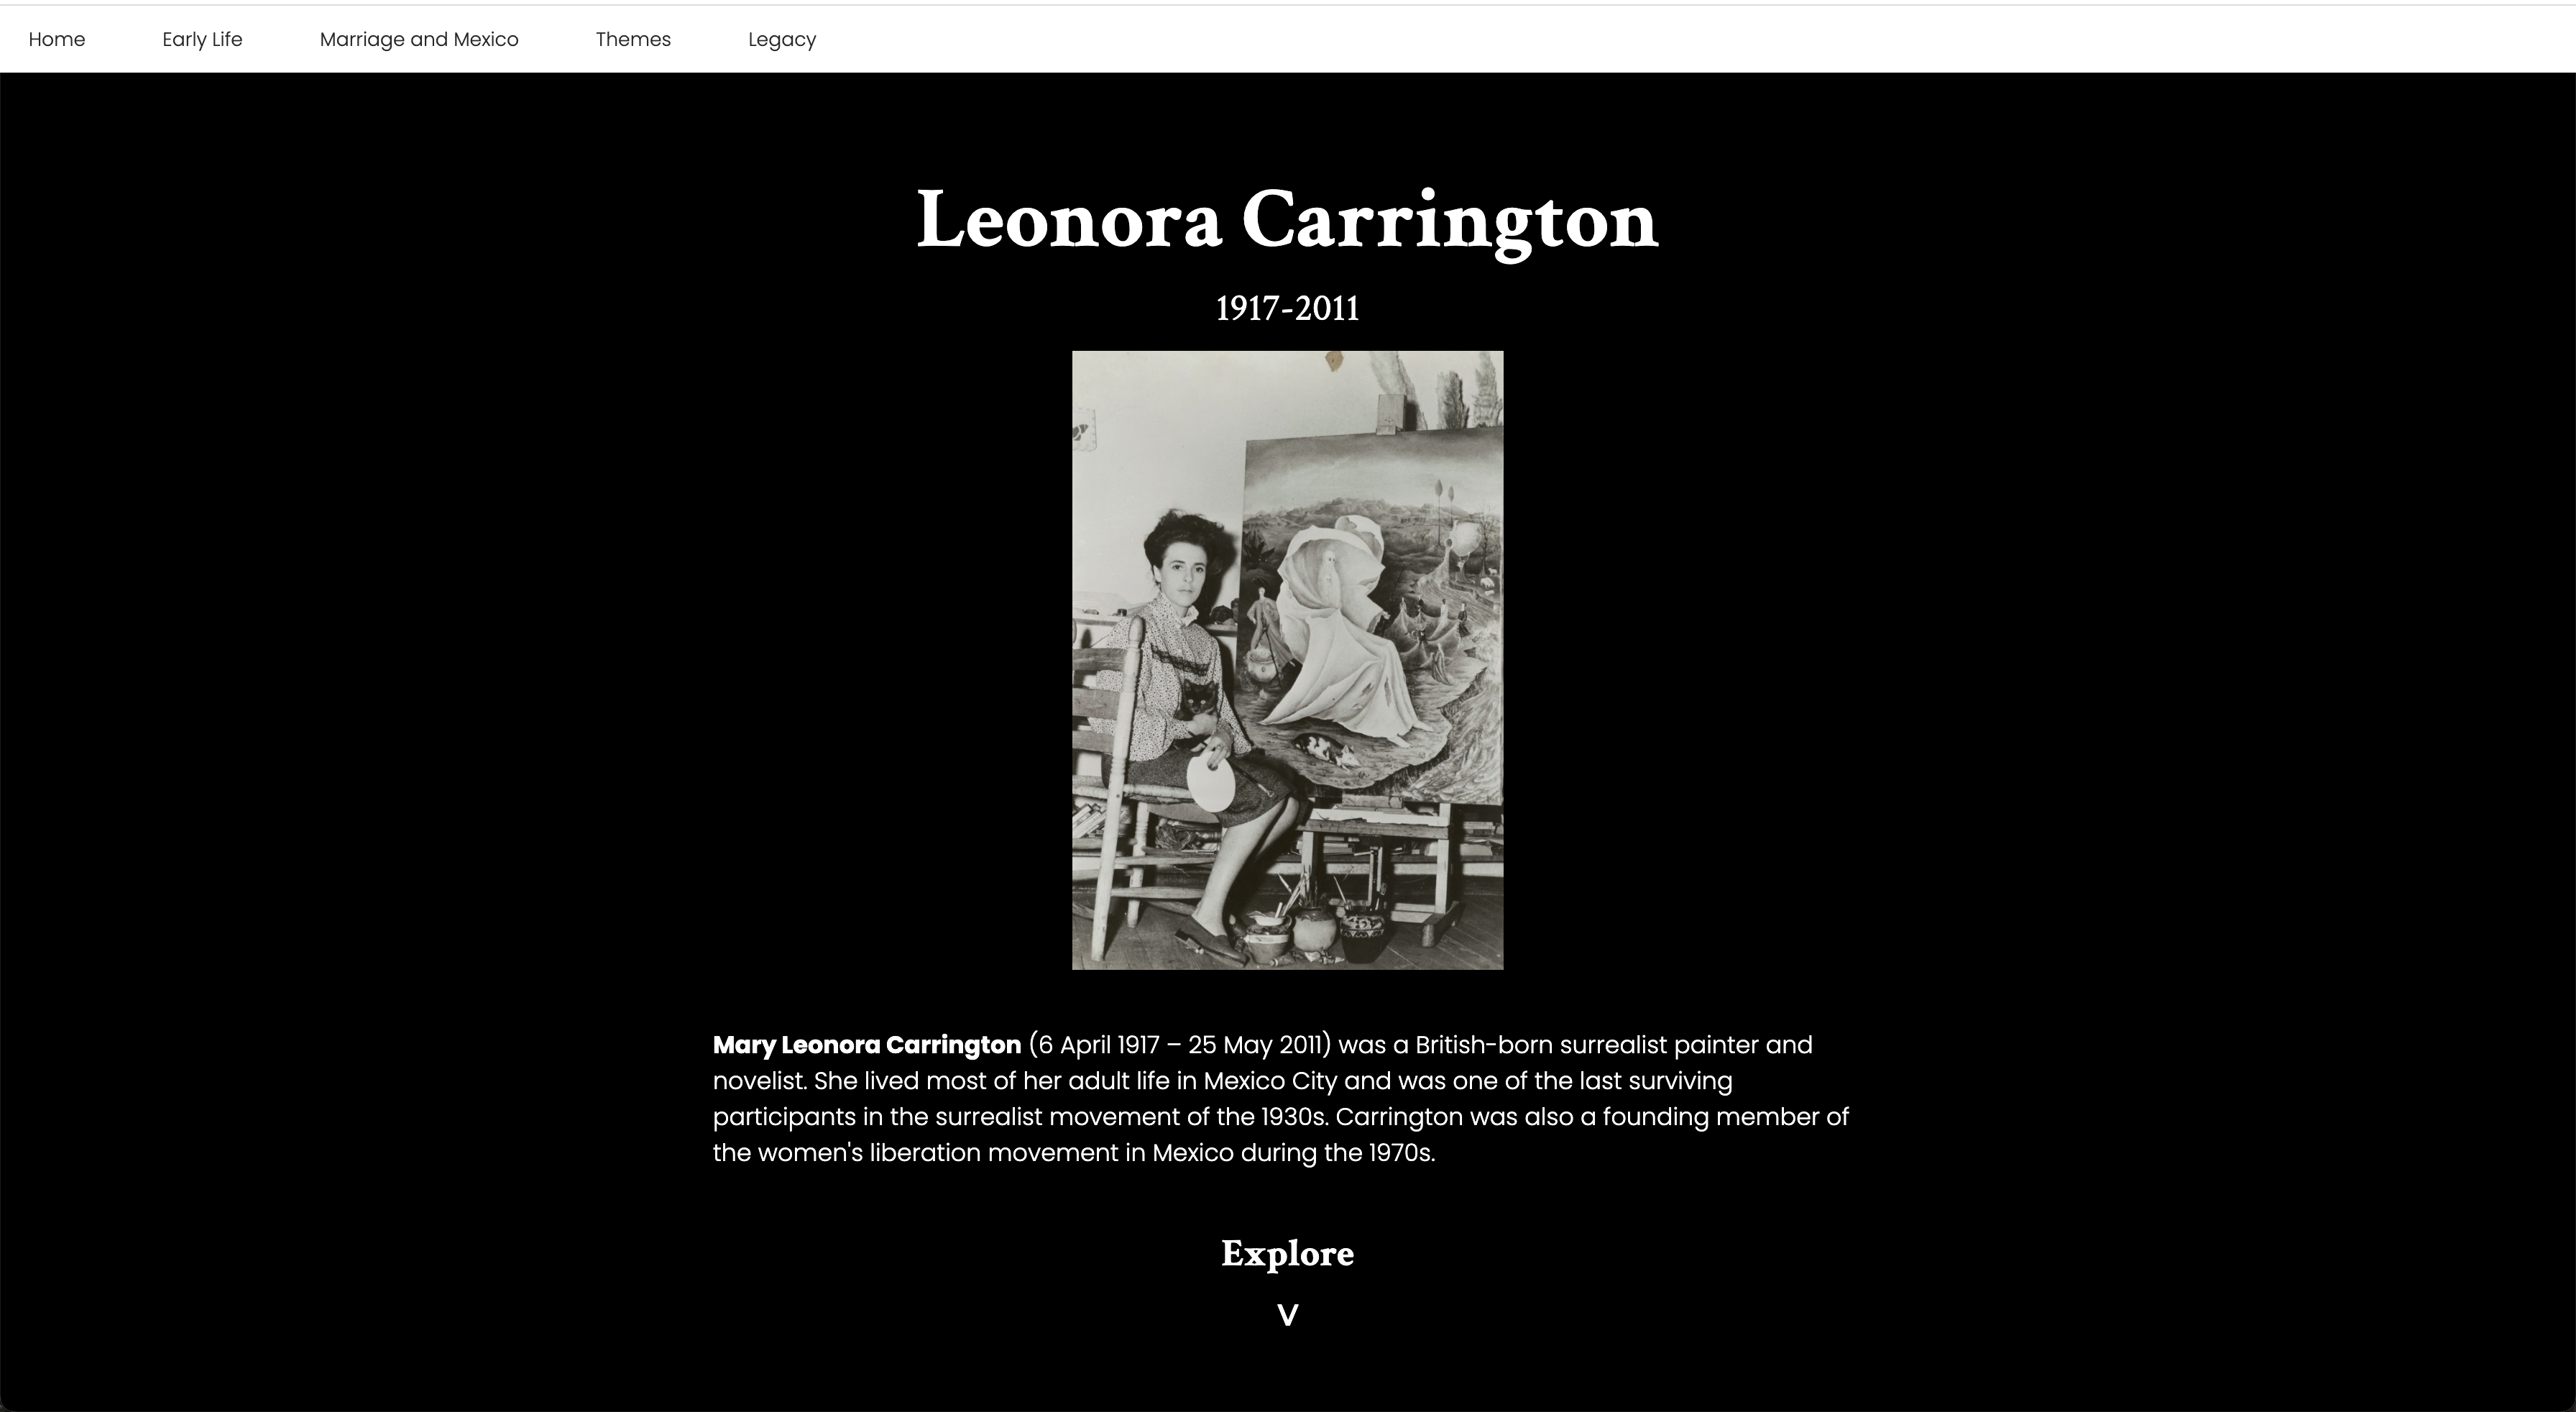 Home Early Life Marriage and Mexico Themes Legacy
Leonora Carrington
1917-2011
Mary Leonora Carrington (6 April 1917 – 25 May 2011) was a British-born surrealist painter and
novelist. She lived most of her adult life in Mexico City and was one of the last surviving
participants in the surrealist movement of the 1930s. Carrington was also a founding member of
the women's liberation movement in Mexico during the 1970s.
Explore
V